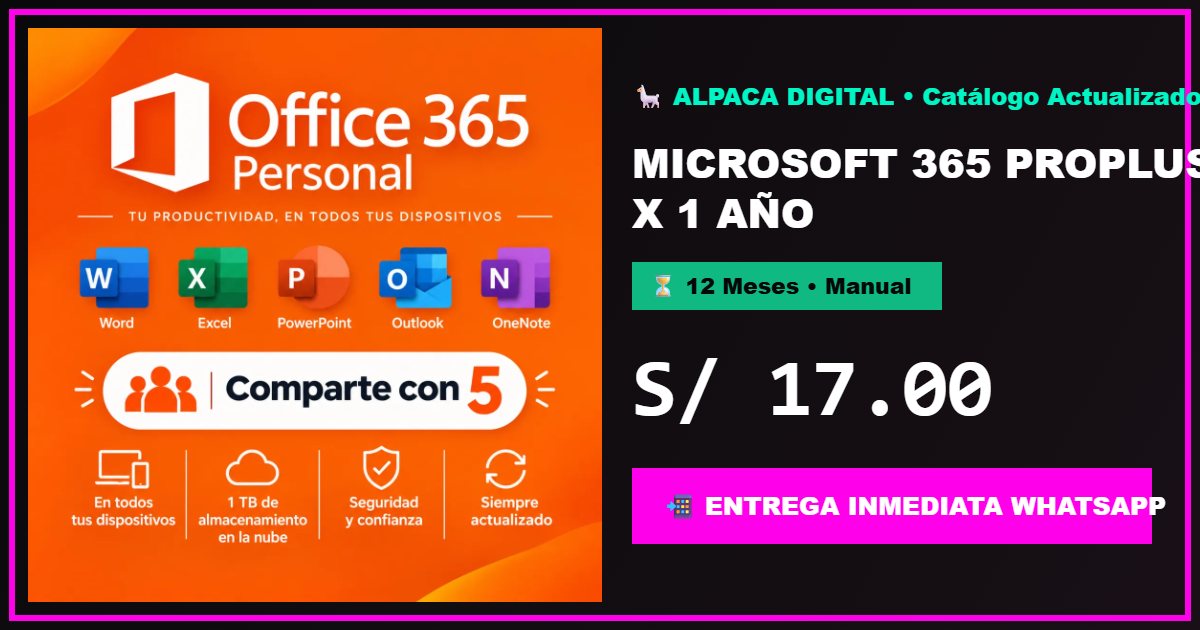 Office 365
Personal
TU PRODUCTIVIDAD, EN TODOS TUS DISPOSITIVOS
W X P O N
Word Excel PowerPoint Outlook OneNote
Comparte con 5
En todos
tus dispositivos
1 TB de
almacenamiento
en la nube
Seguridad
y confianza
Siempre
actualizado
🦙 ALPACA DIGITAL • Catálogo Actualizado
MICROSOFT 365 PROPLUS
X 1 AÑO
⏳ 12 Meses • Manual
S/ 17.00
📲 ENTREGA INMEDIATA WHATSAPP